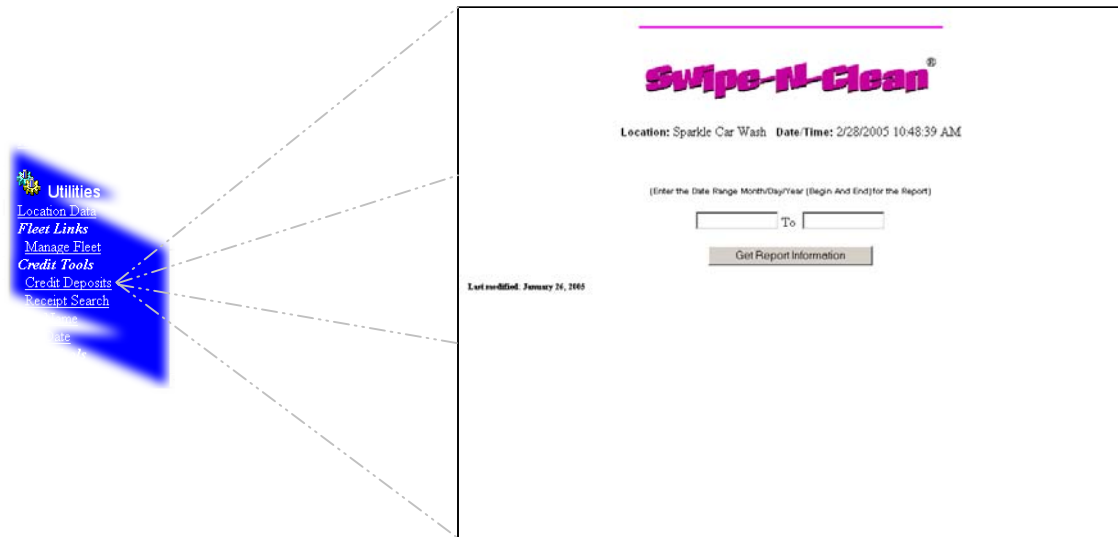 Utilities
Location Data
Fleet Links
Manage Fleet
Credit Tools
Credit Deposits
Receipt Search
Swipe-N-Clean®
Location: Sparkle Car Wash Date/Time: 2/28/2005 10:48:39 AM
(Enter the Date Range Month/Day/Year (Begin And End)for the Report)
To
Get Report Information
Last modified: January 26, 2005